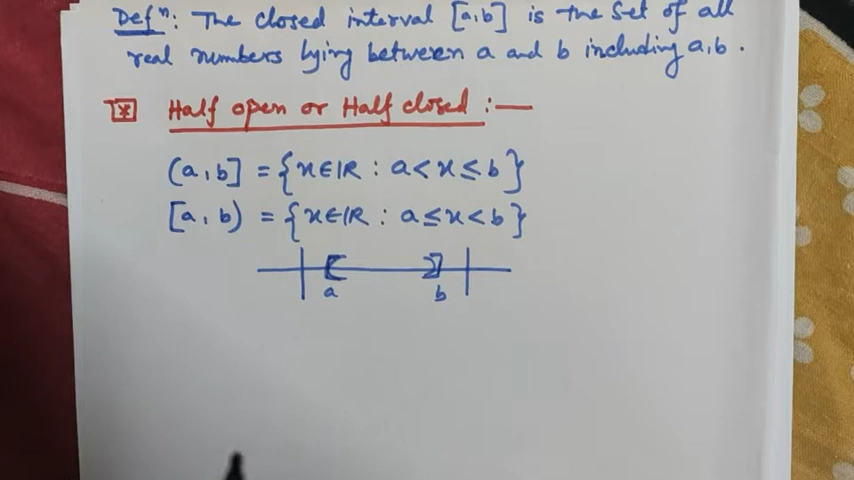 Defⁿ: The closed interval [a,b] is the set of all
real numbers lying between a and b including a,b.
* Half open or Half closed :—
(a,b] = {x∈ℝ : a<x≤b}
[a,b) = {x∈ℝ : a≤x<b}
a b